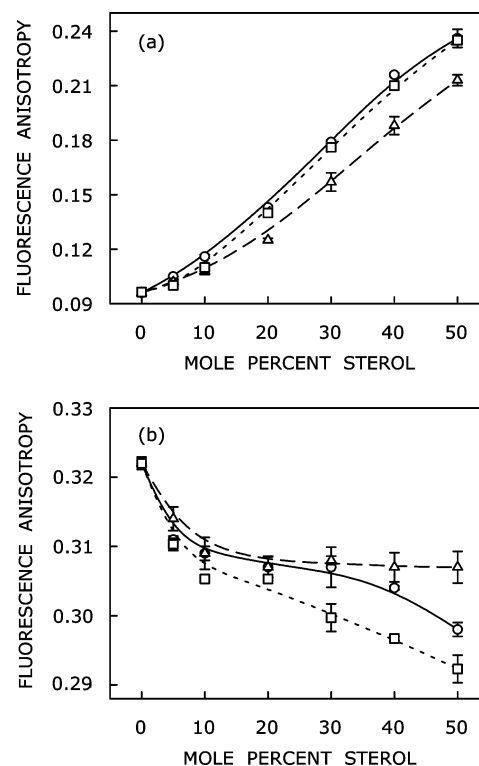 (a)
FLUORESCENCE ANISOTROPY
0.24
0.21
0.18
0.15
0.12
0.09
0 10 20 30 40 50
MOLE PERCENT STEROL
(b)
FLUORESCENCE ANISOTROPY
0.33
0.32
0.31
0.30
0.29
0 10 20 30 40 50
MOLE PERCENT STEROL